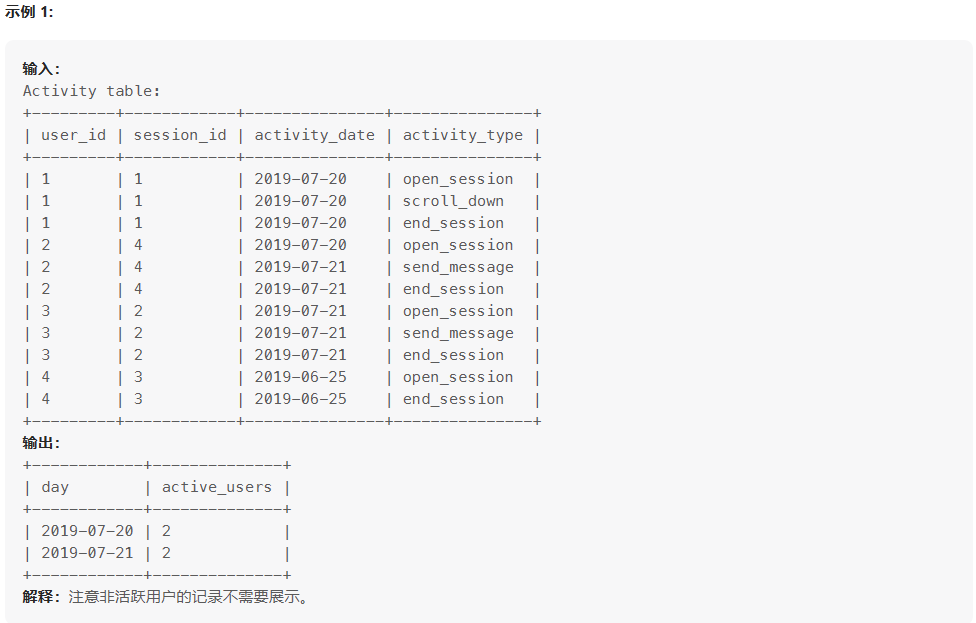 示例 1:
输入:
Activity table:
+---------+------------+---------------+---------------+
| user_id | session_id | activity_date | activity_type |
+---------+------------+---------------+---------------+
| 1       | 1          | 2019-07-20    | open_session  |
| 1       | 1          | 2019-07-20    | scroll_down   |
| 1       | 1          | 2019-07-20    | end_session   |
| 2       | 4          | 2019-07-20    | open_session  |
| 2       | 4          | 2019-07-21    | send_message  |
| 2       | 4          | 2019-07-21    | end_session   |
| 3       | 2          | 2019-07-21    | open_session  |
| 3       | 2          | 2019-07-21    | send_message  |
| 3       | 2          | 2019-07-21    | end_session   |
| 4       | 3          | 2019-06-25    | open_session  |
| 4       | 3          | 2019-06-25    | end_session   |
+---------+------------+---------------+---------------+
输出:
+------------+--------------+
| day        | active_users |
+------------+--------------+
| 2019-07-20 | 2            |
| 2019-07-21 | 2            |
+------------+--------------+
解释: 注意非活跃用户的记录不需要展示。